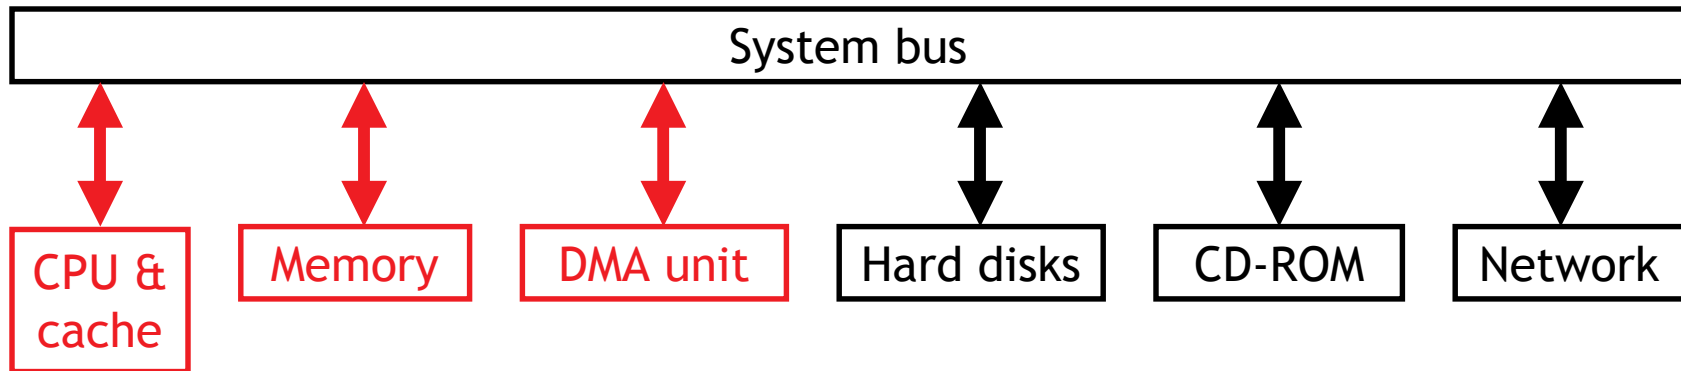 System bus
CPU &
cache
Memory
DMA unit
Hard disks
CD-ROM
Network